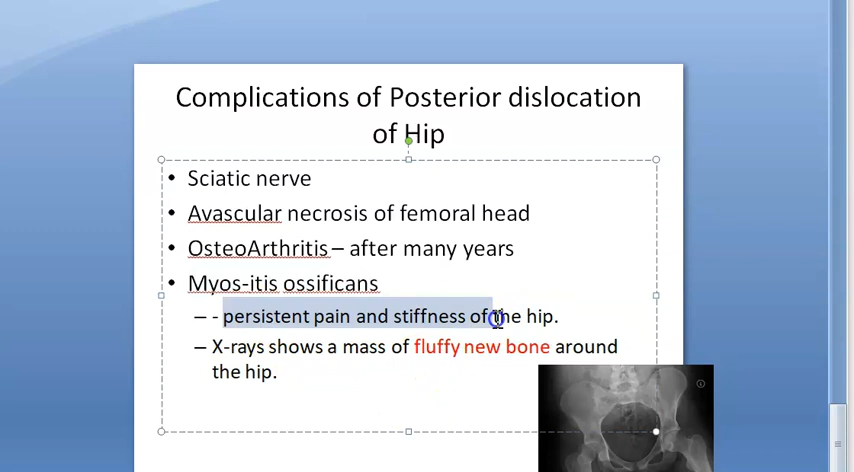 Complications of Posterior dislocation
of Hip
• Sciatic nerve
• Avascular necrosis of femoral head
• OsteoArthritis – after many years
• Myos-itis ossificans
– - persistent pain and stiffness of the hip.
– X-rays shows a mass of fluffy new bone around
the hip.